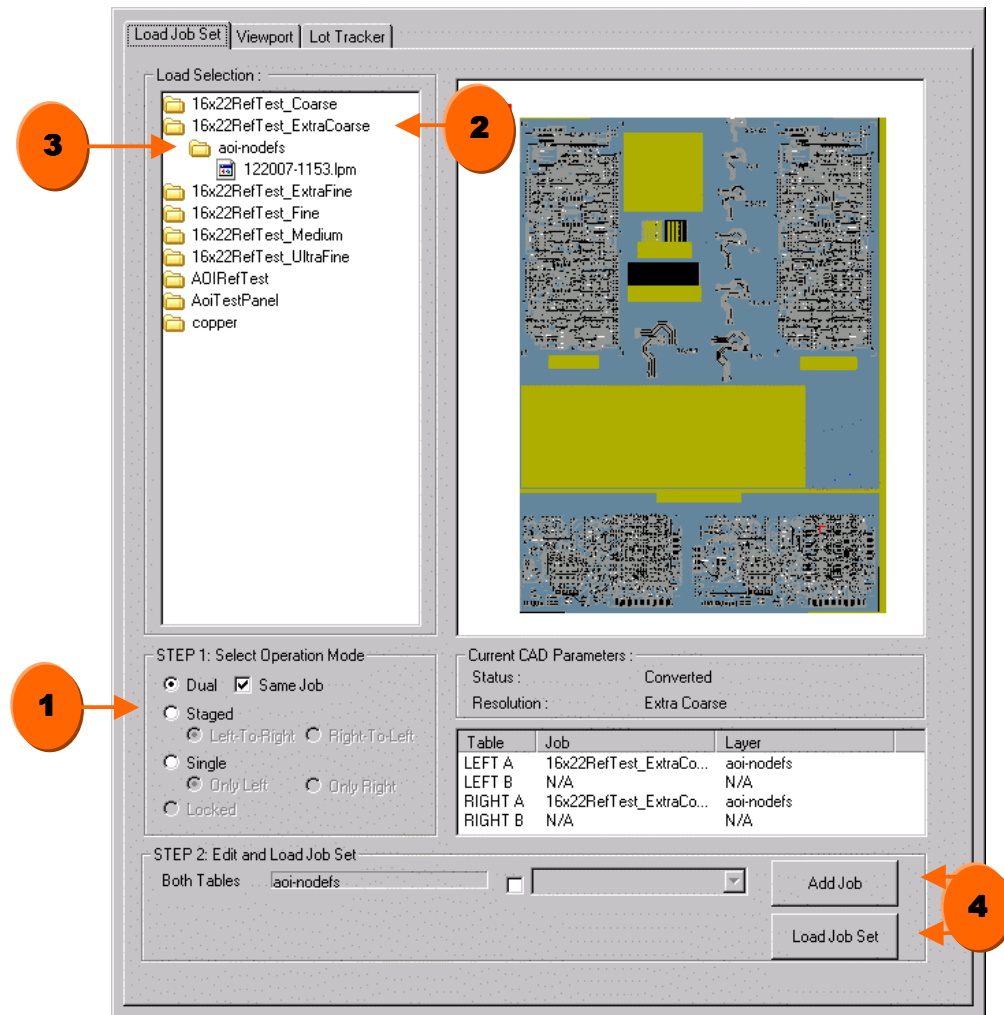 Load Job Set Viewport Lot Tracker
Load Selection :
16x22RefTest_Coarse
16x22RefTest_ExtraCoarse
aoi-nodefs
122007-1153.lpm
16x22RefTest_ExtraFine
16x22RefTest_Fine
16x22RefTest_Medium
16x22RefTest_UltraFine
AOIRefTest
AoiTestPanel
copper
3
2
STEP 1: Select Operation Mode
Dual Same Job
Staged
Left-To-Right Right-To-Left
Single
Only Left Only Right
Locked
1
Current CAD Parameters :
Status : Converted
Resolution : Extra Coarse
Table Job Layer
LEFT A 16x22RefTest_ExtraCo... aoi-nodefs
LEFT B N/A N/A
RIGHT A 16x22RefTest_ExtraCo... aoi-nodefs
RIGHT B N/A N/A
STEP 2: Edit and Load Job Set
Both Tables aoi-nodefs
Add Job
Load Job Set
4